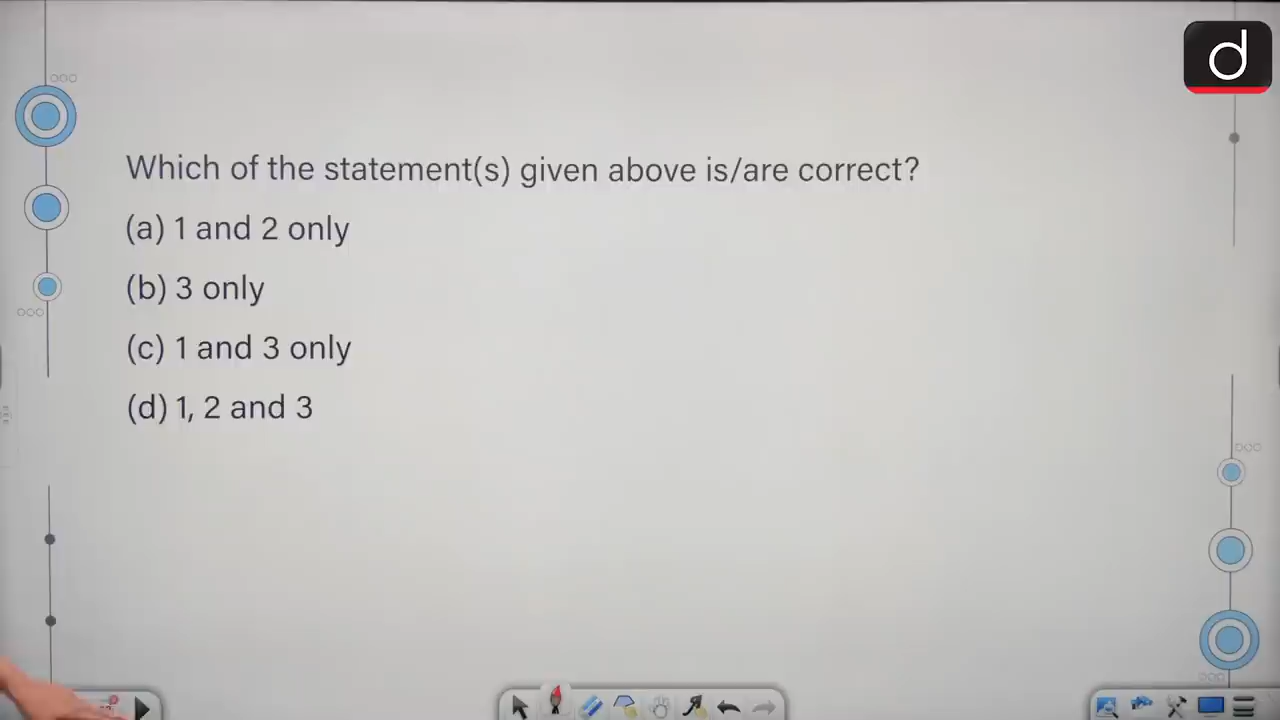 d
Which of the statement(s) given above is/are correct?
(a) 1 and 2 only
(b) 3 only
(c) 1 and 3 only
(d) 1, 2 and 3